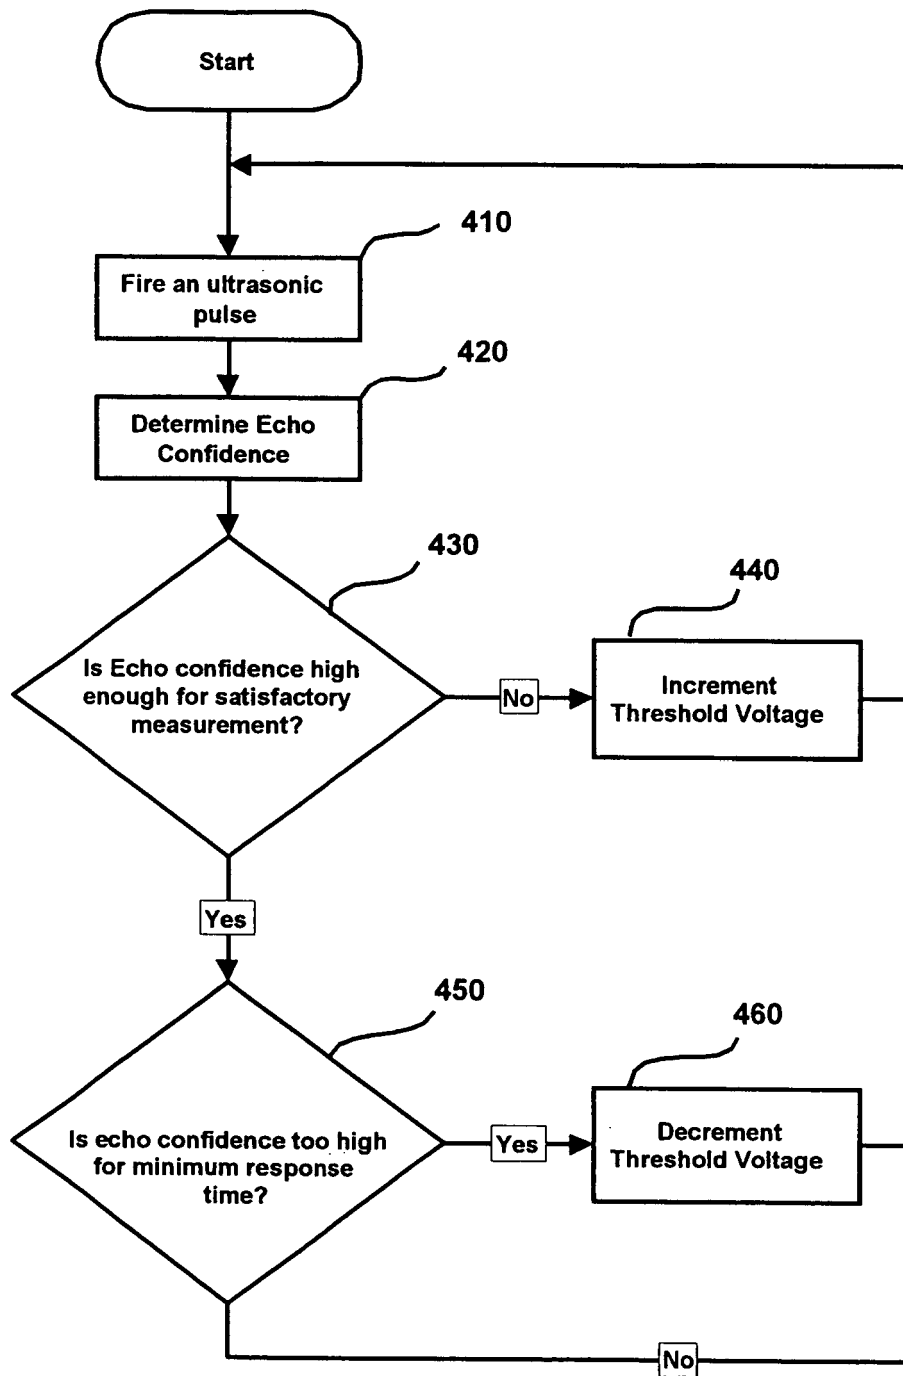 Start
410
Fire an ultrasonic
pulse
420
Determine Echo
Confidence
430
Is Echo confidence high
enough for satisfactory
measurement?
No
440
Increment
Threshold Voltage
Yes
450
Is echo confidence too high
for minimum response
time?
Yes
460
Decrement
Threshold Voltage
No